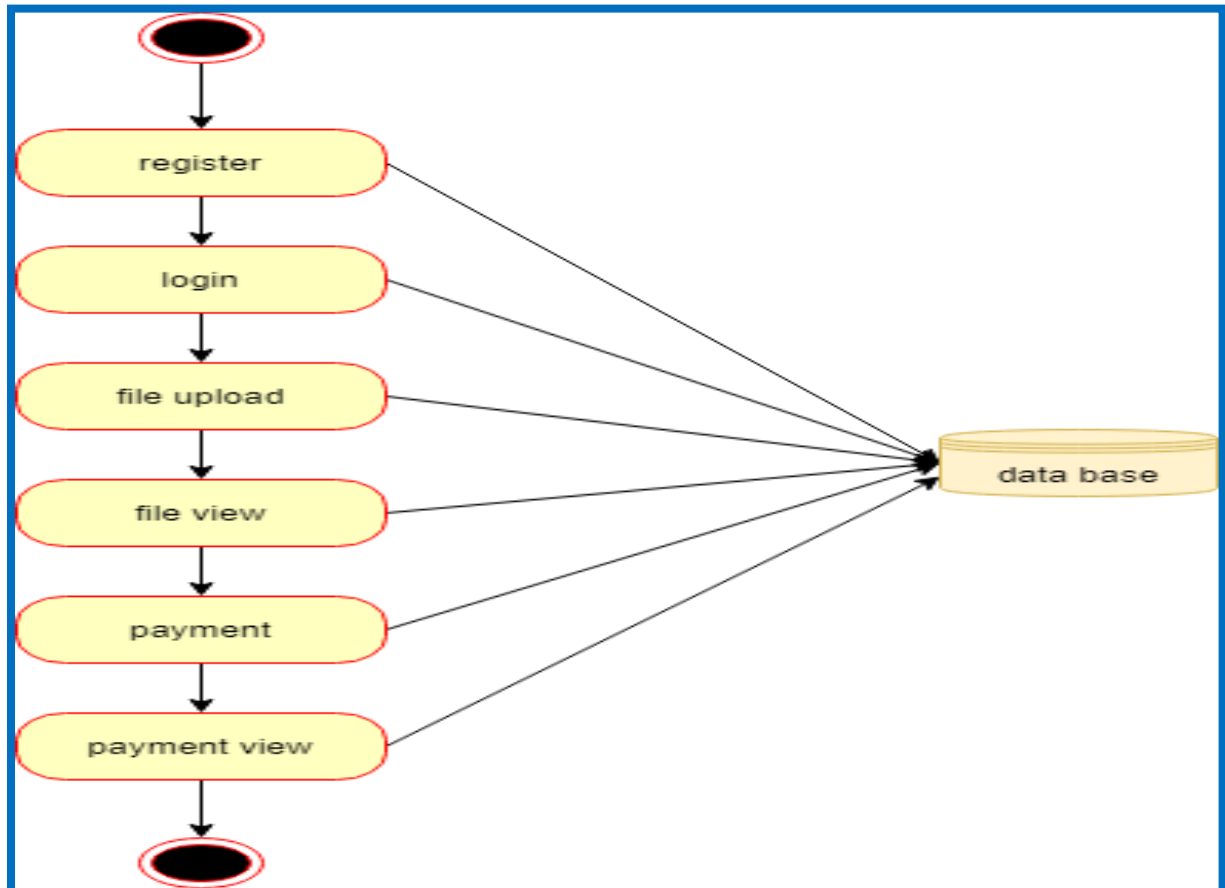 register
login
file upload
file view
payment
payment view
data base